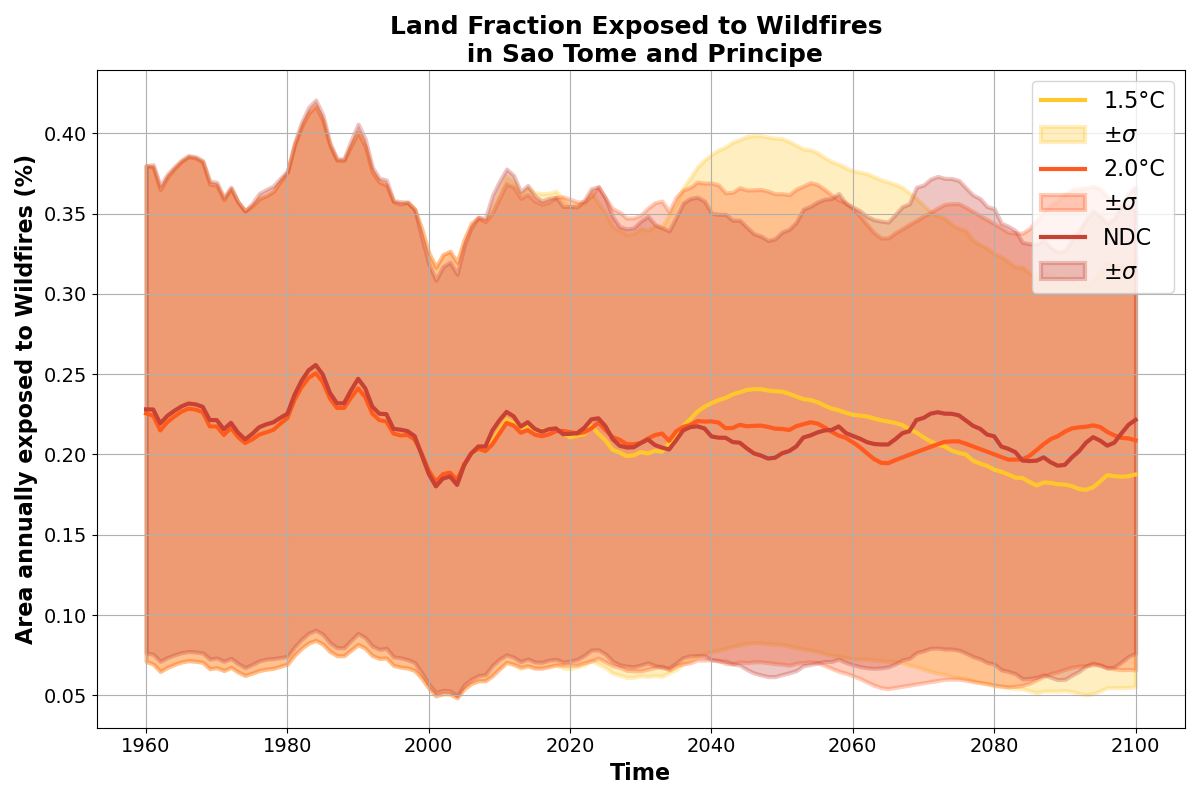 Land Fraction Exposed to Wildfires
in Sao Tome and Principe
Area annually exposed to Wildfires (%)
0.40
0.35
0.30
0.25
0.20
0.15
0.10
0.05
1.5°C
±σ
2.0°C
±σ
NDC
±σ
1960 1980 2000 2020 2040 2060 2080 2100
Time